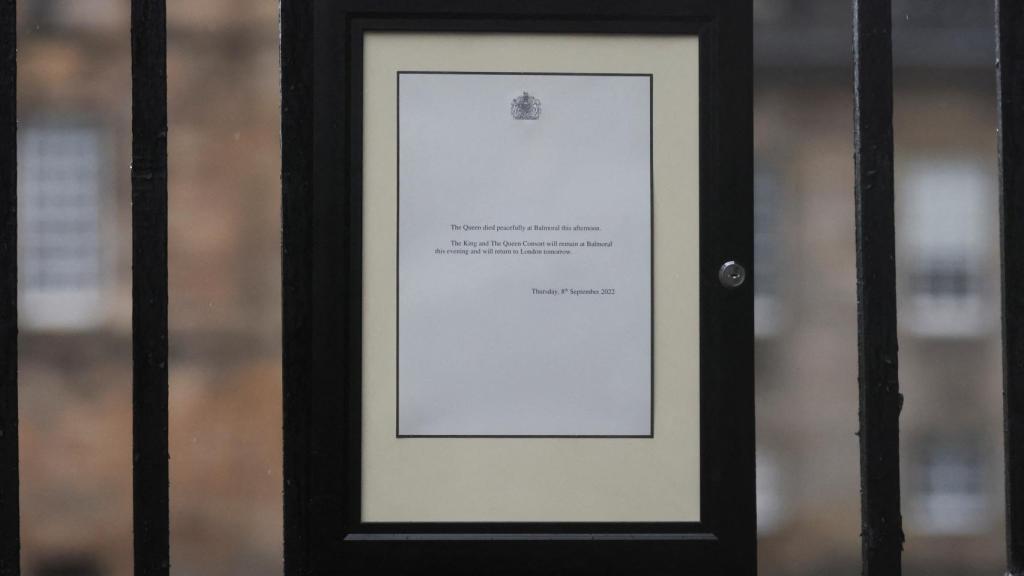 The Queen died peacefully at Balmoral this afternoon.
The King and The Queen Consort will remain at Balmoral
this evening and will return to London tomorrow.
Thursday, 8th September 2022